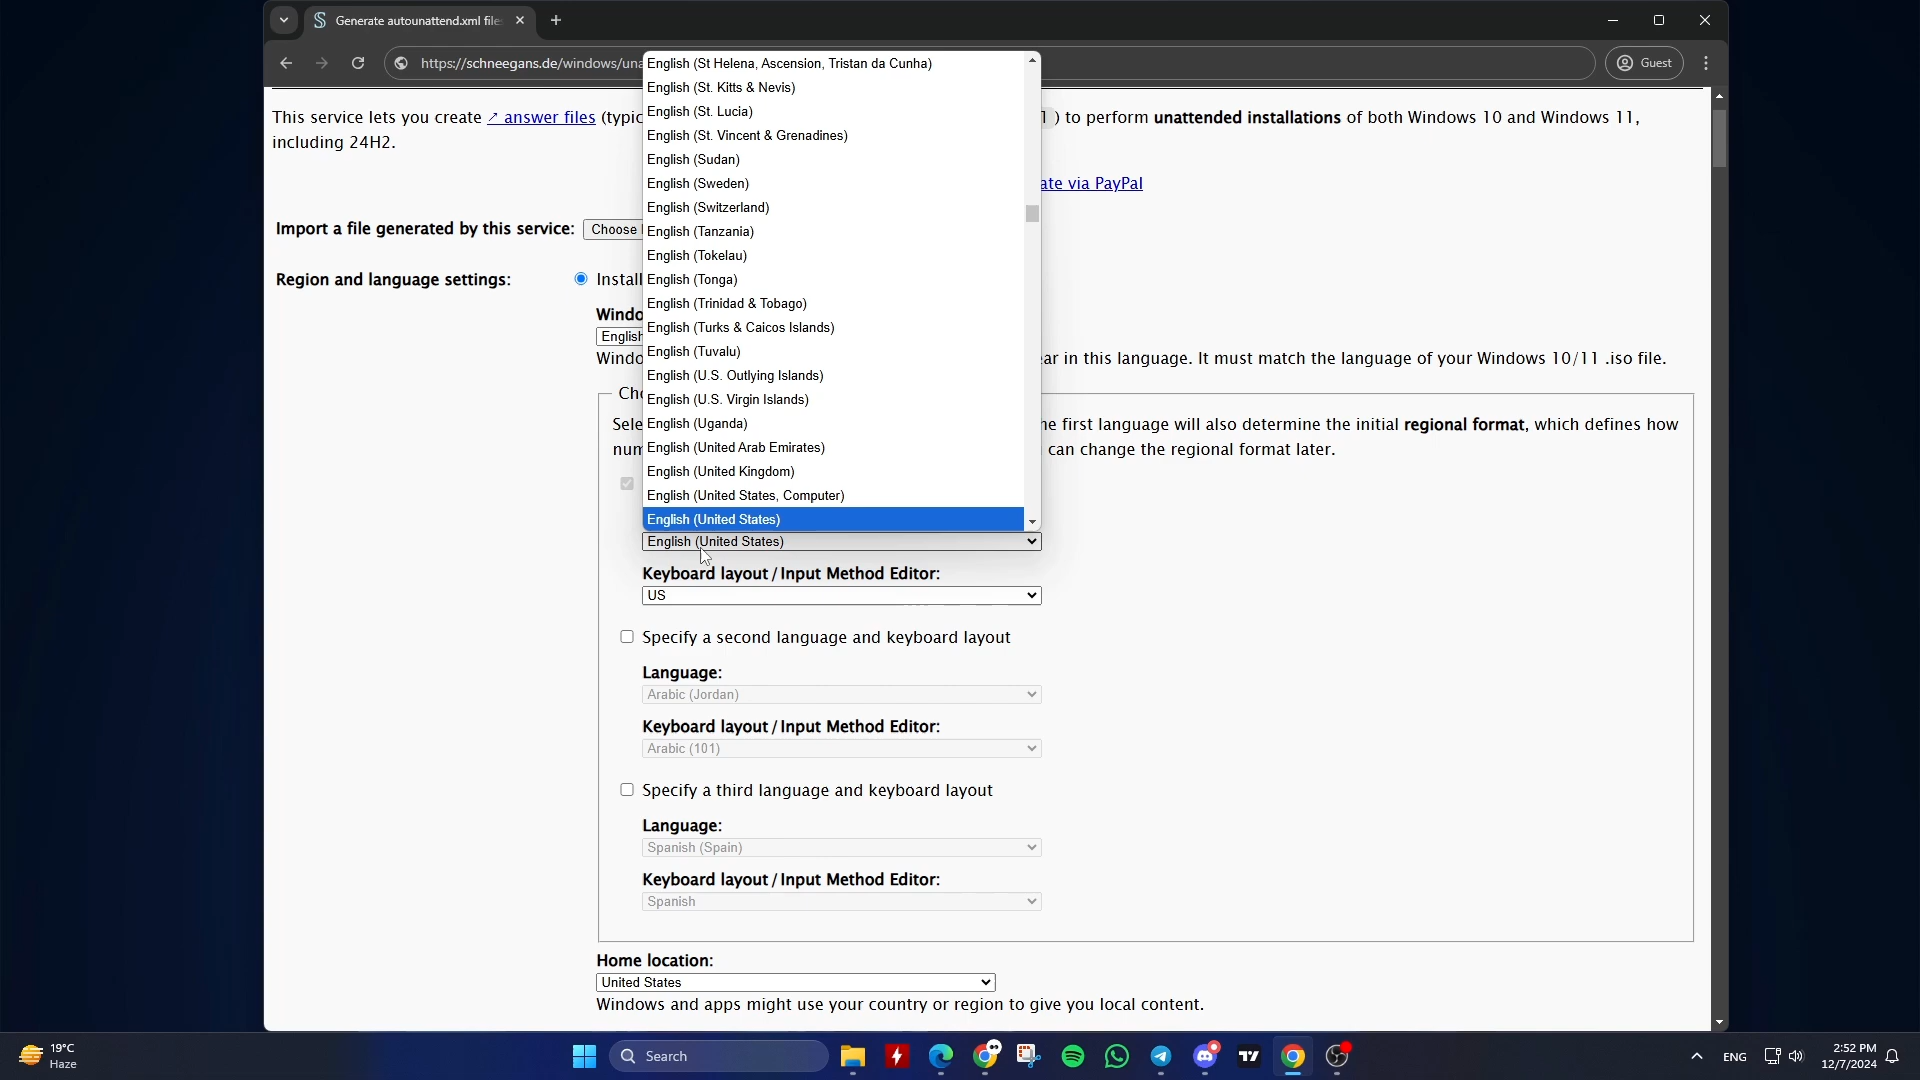 Generate autounattend.xml file
https://schneegans.de/windows/una
Guest
This service lets you create ↗ answer files (typic
) to perform unattended installations of both Windows 10 and Windows 11,
including 24H2.
ate via PayPal
Import a file generated by this service: Choose
Region and language settings:
Install
Windo
English
Windo
ear in this language. It must match the language of your Windows 10/11 .iso file.
Cho
Sele
he first language will also determine the initial regional format, which defines how
num
can change the regional format later.
English (St Helena, Ascension, Tristan da Cunha)
English (St. Kitts & Nevis)
English (St. Lucia)
English (St. Vincent & Grenadines)
English (Sudan)
English (Sweden)
English (Switzerland)
English (Tanzania)
English (Tokelau)
English (Tonga)
English (Trinidad & Tobago)
English (Turks & Caicos Islands)
English (Tuvalu)
English (U.S. Outlying Islands)
English (U.S. Virgin Islands)
English (Uganda)
English (United Arab Emirates)
English (United Kingdom)
English (United States, Computer)
English (United States)
English (United States)
Keyboard layout / Input Method Editor:
US
Specify a second language and keyboard layout
Language:
Arabic (Jordan)
Keyboard layout / Input Method Editor:
Arabic (101)
Specify a third language and keyboard layout
Language:
Spanish (Spain)
Keyboard layout / Input Method Editor:
Spanish
Home location:
United States
Windows and apps might use your country or region to give you local content.
19°C
Haze
Search
ENG
2:52 PM
12/7/2024